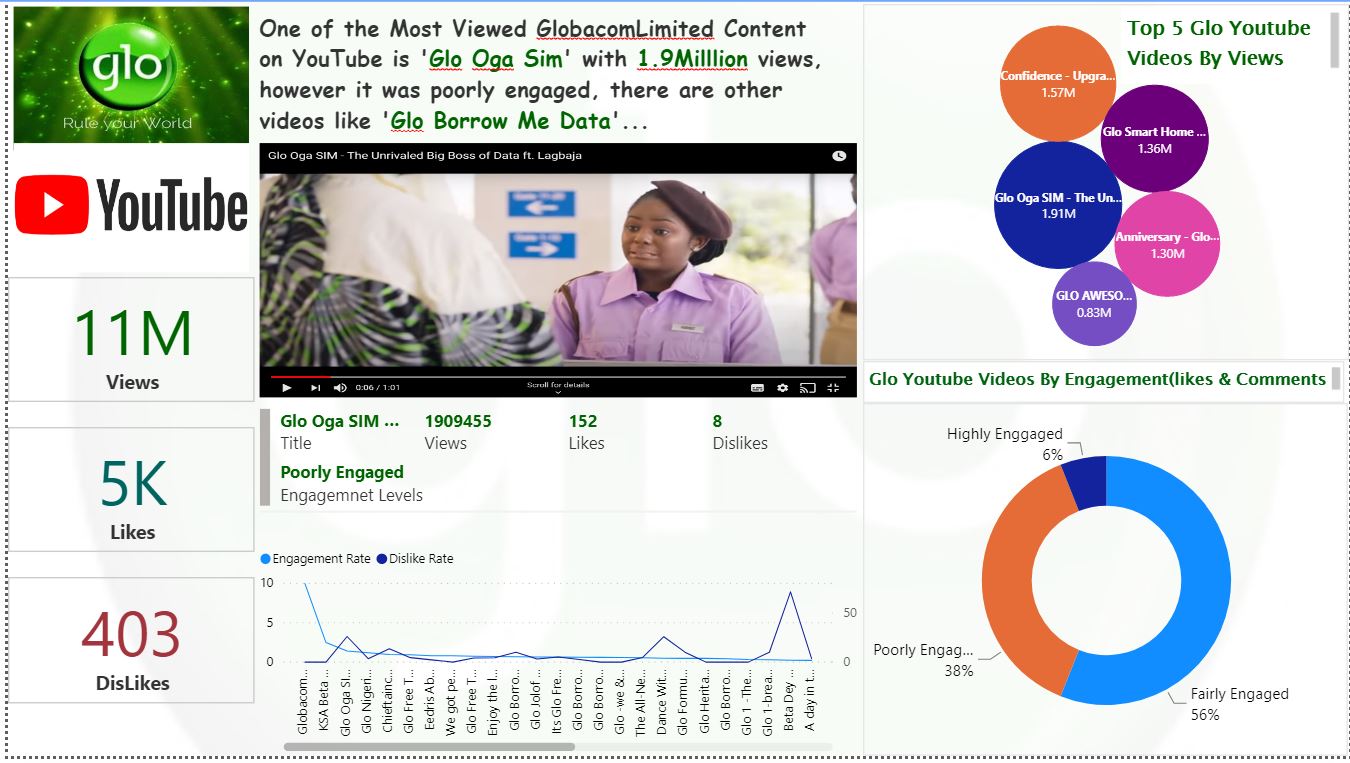 glo
Rule your World
YouTube
11M
Views
5K
Likes
403
DisLikes
One of the Most Viewed GlobacomLimited Content
on YouTube is 'Glo Oga Sim' with 1.9Milllion views,
however it was poorly engaged, there are other
videos like 'Glo Borrow Me Data'...
Glo Oga SIM - The Unrivaled Big Boss of Data ft. Lagbaja
0:06 / 1:01
Scroll for details
Glo Oga SIM ...
1909455
152
8
Title
Views
Likes
Dislikes
Poorly Engaged
Engagemnet Levels
Engagement Rate
Dislike Rate
10
5
0
50
0
Globacom...
KSA Beta ...
Glo Oga SI...
Glo Nigeri...
Chieftainc...
Glo Free T...
Eedris Ab...
We got pe...
Glo Free T...
Enjoy the l...
Glo Borro...
Glo Jolof ...
Its Glo Fre...
Glo Borro...
Glo Borro...
Glo -we &...
The All-Ne...
Dance Wit...
Glo Formu...
Glo Herita...
Glo Borro...
Glo 1 -The...
Glo 1-brea...
Beta Dey ...
A day in t...
Top 5 Glo Youtube
Videos By Views
Confidence - Upgra...
1.57M
Glo Smart Home ...
1.36M
Glo Oga SIM - The Un...
1.91M
Anniversary - Glo...
1.30M
GLO AWESO...
0.83M
Glo Youtube Videos By Engagement(likes & Comments
Highly Enggaged
6%
Poorly Engag...
38%
Fairly Engaged
56%